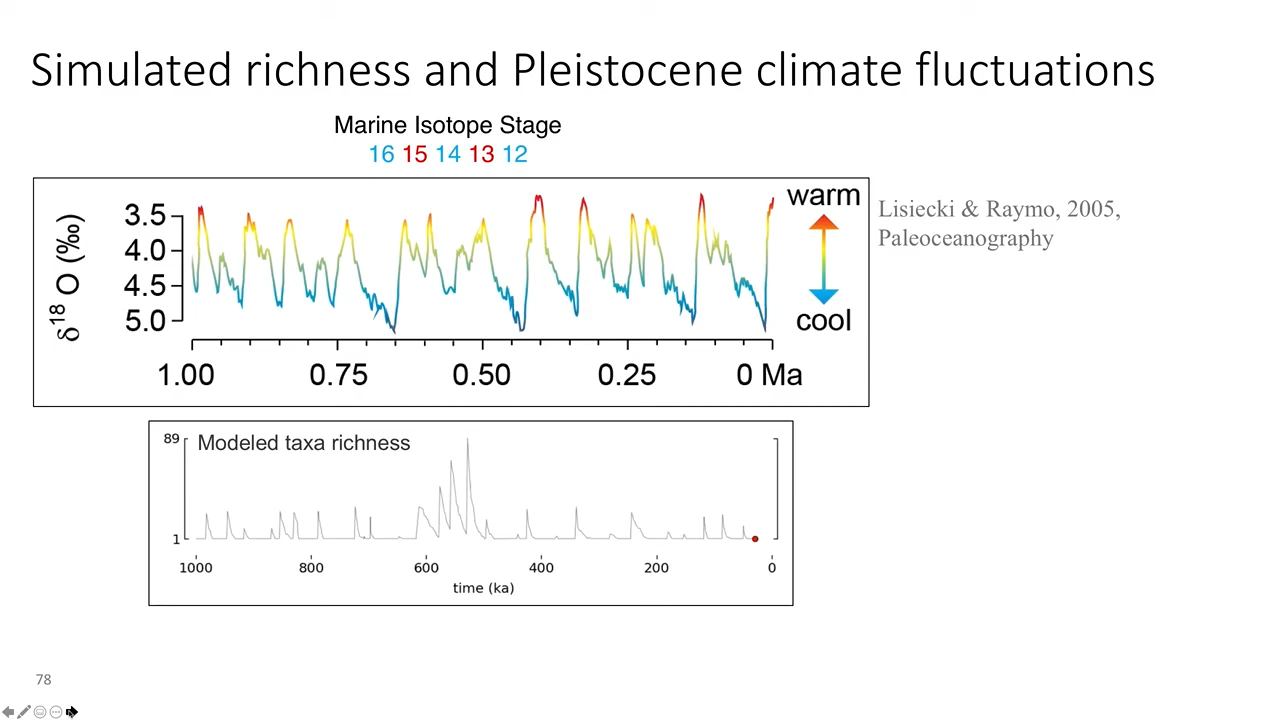 Simulated richness and Pleistocene climate fluctuations
Marine Isotope Stage
16 15 14 13 12
δ18 O (‰)
3.5
4.0
4.5
5.0
warm
cool
1.00 0.75 0.50 0.25 0 Ma
Lisiecki & Raymo, 2005,
Paleoceanography
Modeled taxa richness
89
1
1000 800 600 400 200 0
time (ka)
78